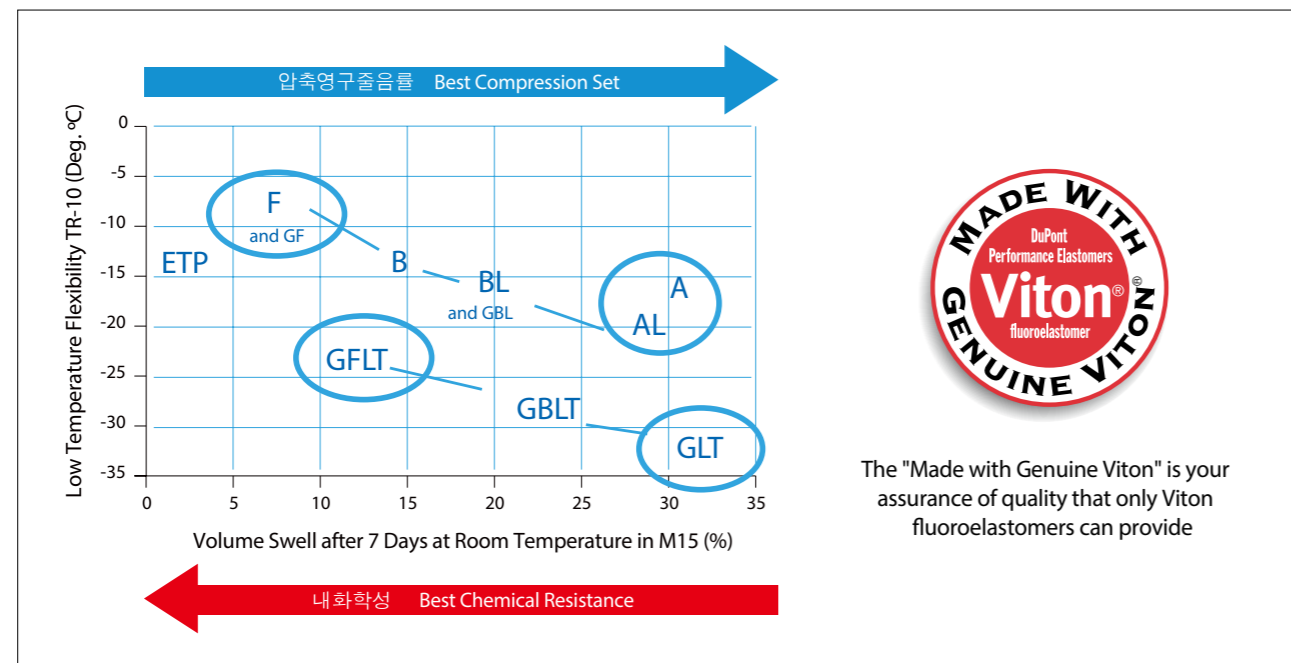 압축영구줄음률 Best Compression Set
Low Temperature Flexibility TR-10 (Deg. ºC)
0
-5
-10
-15
-20
-25
-30
-35
F
and GF
ETP
B
BL
and GBL
A
AL
GFLT
GBLT
GLT
0 5 10 15 20 25 30 35
Volume Swell after 7 Days at Room Temperature in M15 (%)
내화학성 Best Chemical Resistance
MADE WITH
DuPont
Performance Elastomers
Viton®
fluoroelastomer
GENUINE VITON®
The "Made with Genuine Viton" is your
assurance of quality that only Viton
fluoroelastomers can provide